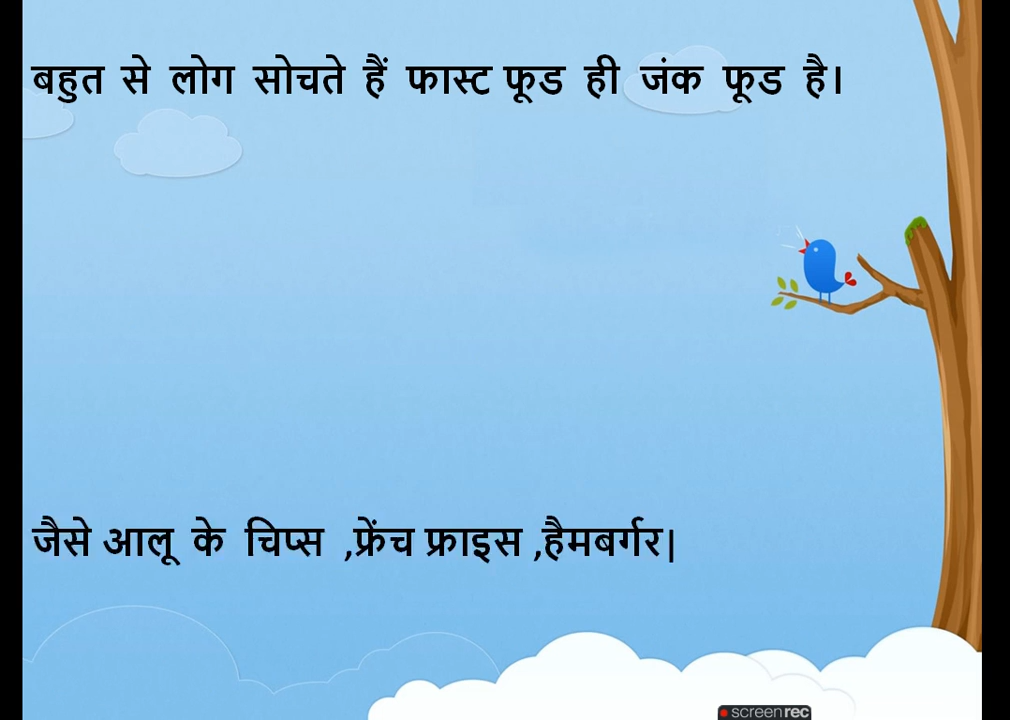 बहुत से लोग सोचते हैं फास्ट फूड ही जंक फूड है।
जैसे आलू के चिप्स ,फ्रेंच फ्राइस ,हैमबर्गर|
screenrec